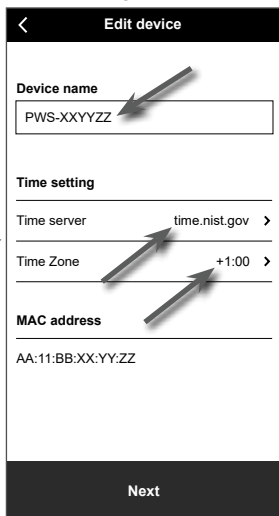 Edit device
Device name
PWS-XXYYZZ
Time setting
Time server time.nist.gov
Time Zone +1:00
MAC address
AA:11:BB:XX:YY:ZZ
Next